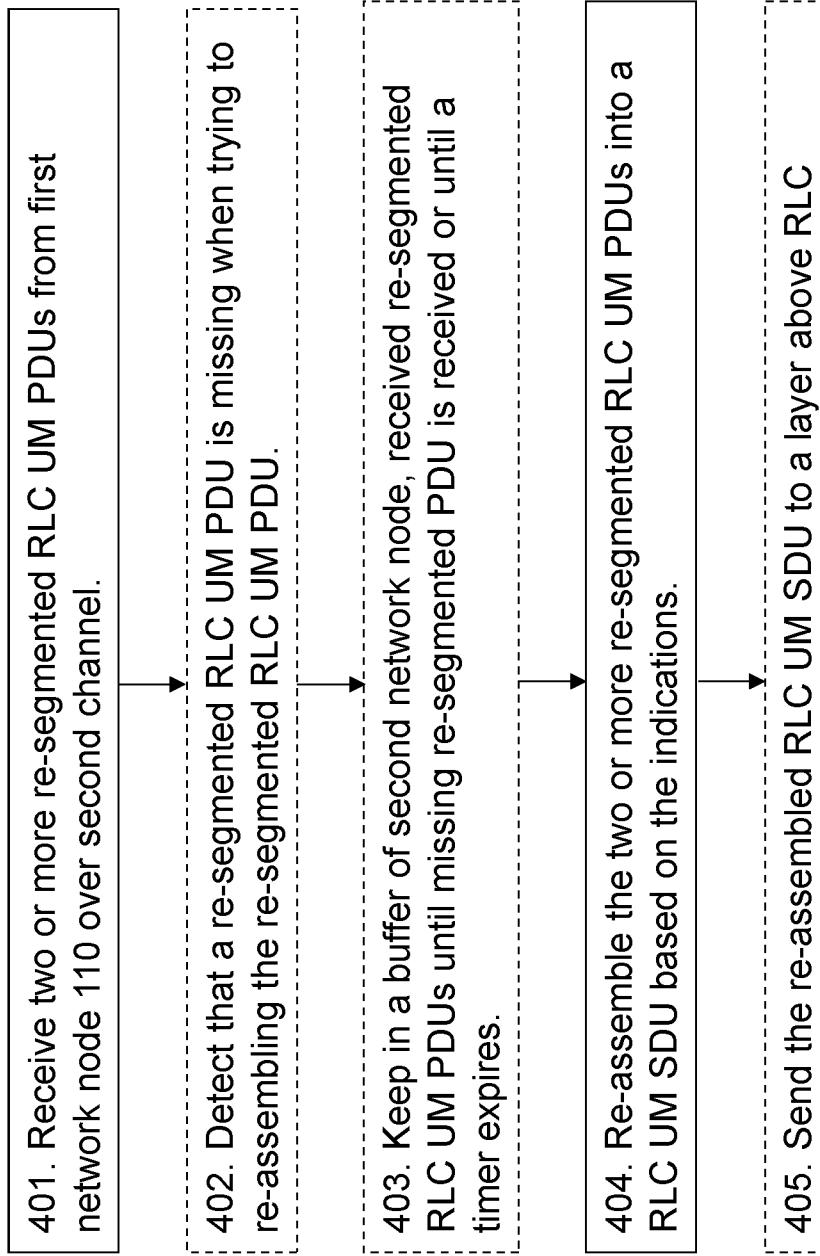 401. Receive two or more re-segmented RLC UM PDUs from first
network node 110 over second channel.
402. Detect that a re-segmented RLC UM PDU is missing when trying to
re-assembling the re-segmented RLC UM PDU.
403. Keep in a buffer of second network node, received re-segmented
RLC UM PDUs until missing re-segmented PDU is received or until a
timer expires.
404. Re-assemble the two or more re-segmented RLC UM PDUs into a
RLC UM SDU based on the indications.
405. Send the re-assembled RLC UM SDU to a layer above RLC